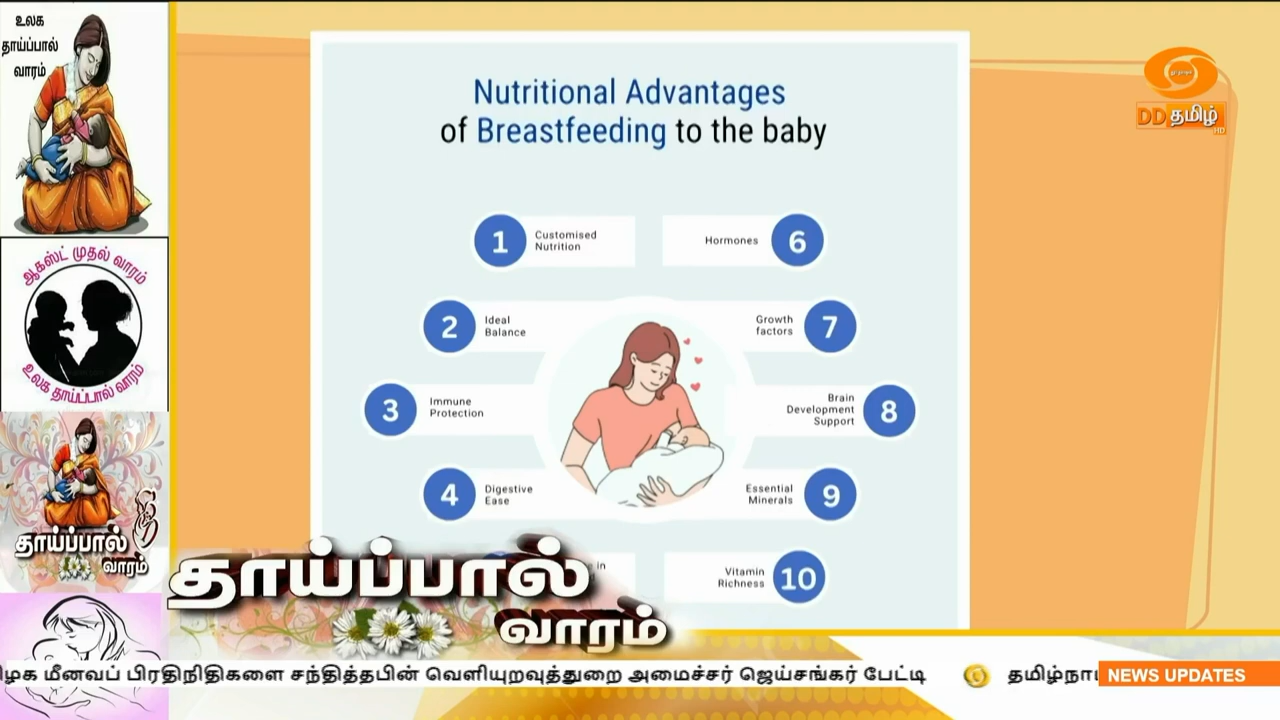 உலக
தாய்ப்பால்
வாரம்
ஆகஸ்ட் முதல் வாரம்
உலக தாய்ப்பால் வாரம்
தாய்ப்பால்
வாரம்
Nutritional Advantages
of Breastfeeding to the baby
1
Customised
Nutrition
2
Ideal
Balance
3
Immune
Protection
4
Digestive
Ease
in
Hormones
6
Growth
factors
7
Brain
Development
Support
8
Essential
Minerals
9
Vitamin
Richness
10
DD தமிழ்
HD
தாய்ப்பால்
வாரம்
மீனவப் பிரதிநிதிகளை சந்தித்தபின் வெளியுறவுத்துறை அமைச்சர் ஜெய்சங்கர் பேட்டி
NEWS UPDATES